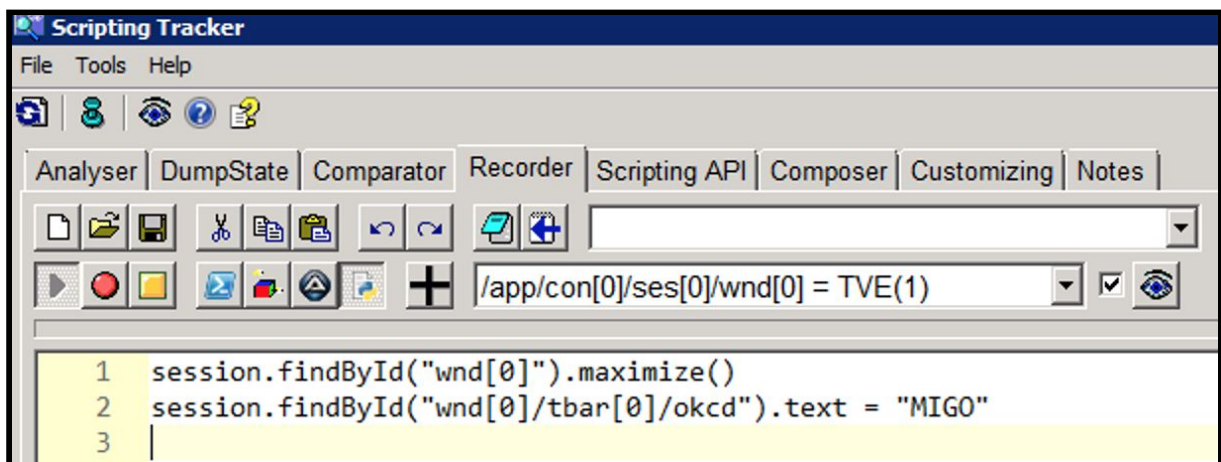 Scripting Tracker
File Tools Help
Analyser DumpState Comparator Recorder Scripting API Composer Customizing Notes
/app/con[0]/ses[0]/wnd[0] = TVE(1)
1 session.findById("wnd[0]").maximize()
2 session.findById("wnd[0]/tbar[0]/okcd").text = "MIGO"
3